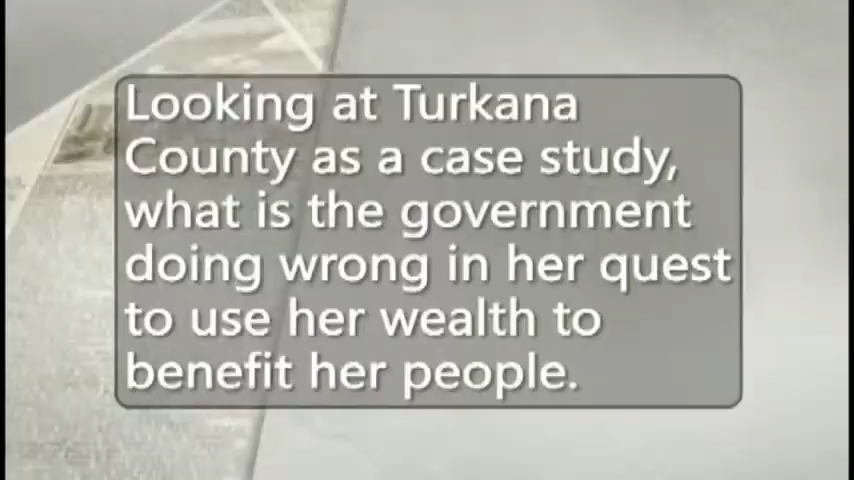 Looking at Turkana
County as a case study,
what is the government
doing wrong in her quest
to use her wealth to
benefit her people.